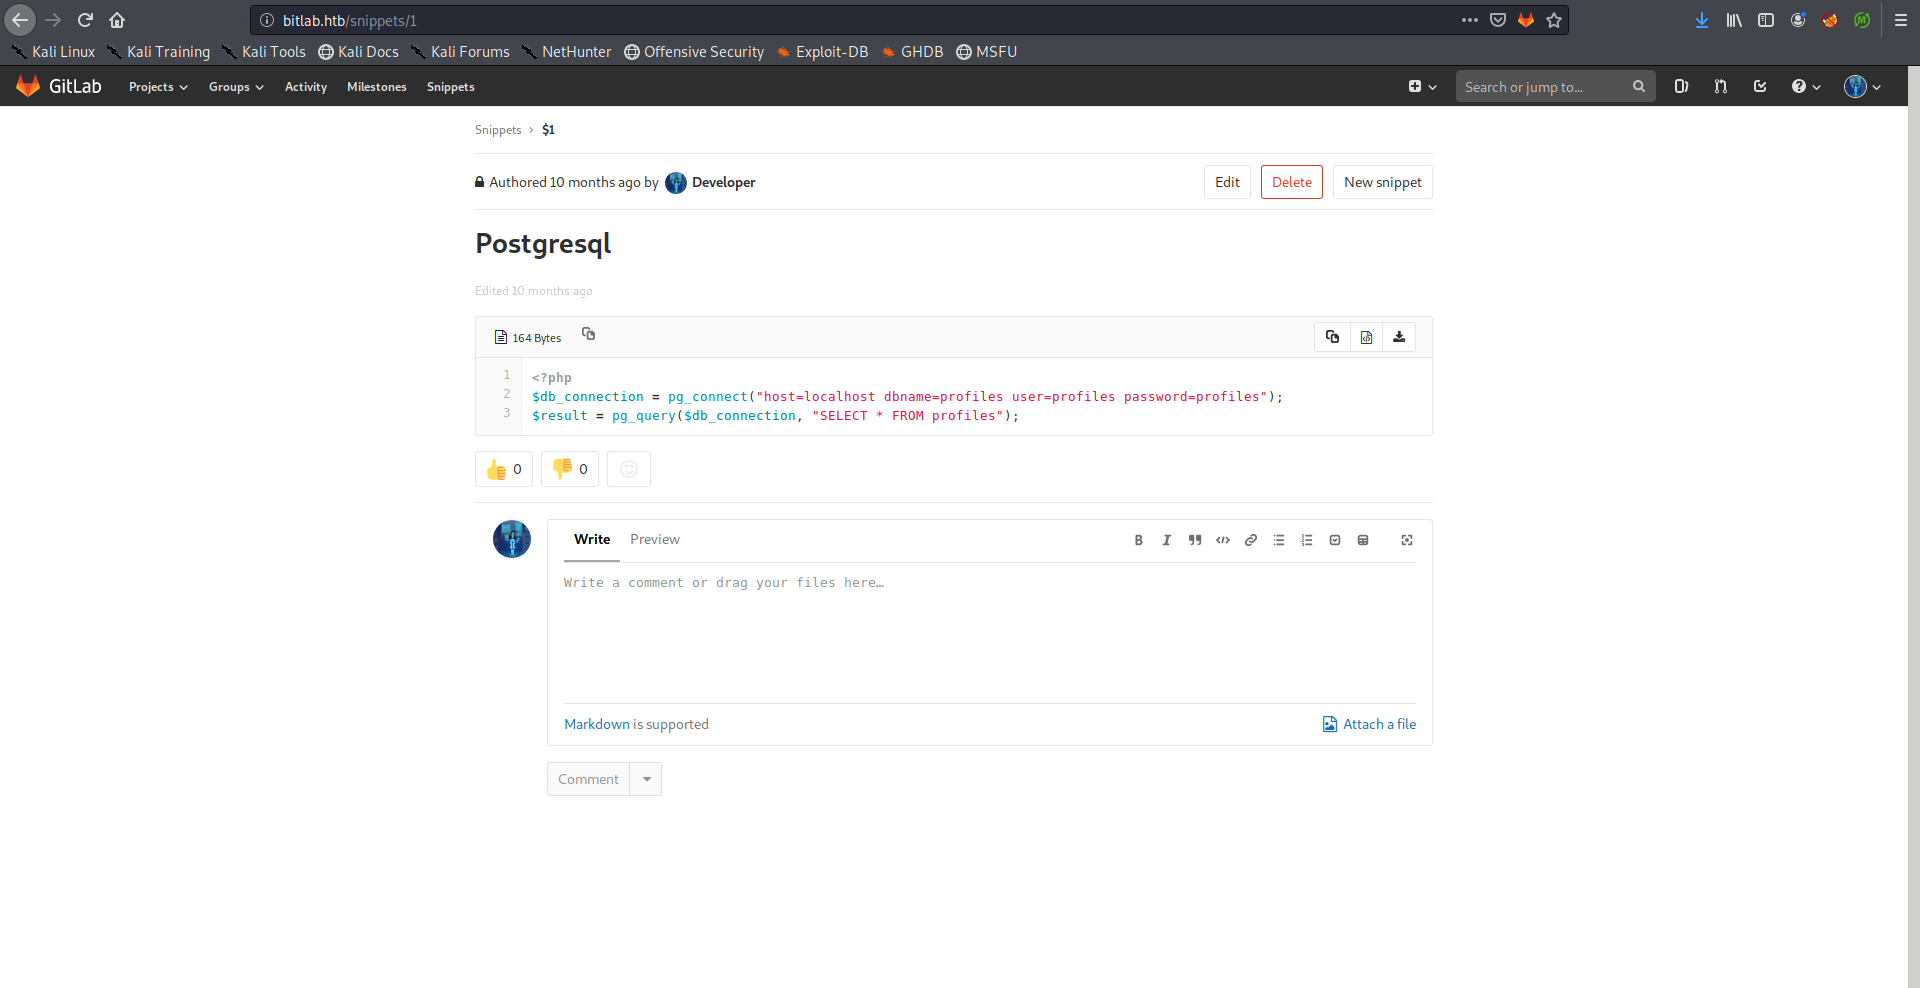 bitlab.htb/snippets/1
Kali Linux Kali Training Kali Tools Kali Docs Kali Forums NetHunter Offensive Security Exploit-DB GHDB MSFU
GitLab Projects Groups Activity Milestones Snippets Search or jump to...
Snippets › $1
Authored 10 months ago by Developer Edit Delete New snippet
Postgresql
Edited 10 months ago
164 Bytes
1 <?php
2 $db_connection = pg_connect("host=localhost dbname=profiles user=profiles password=profiles");
3 $result = pg_query($db_connection, "SELECT * FROM profiles");
0 0
Write Preview
Write a comment or drag your files here…
Markdown is supported Attach a file
Comment